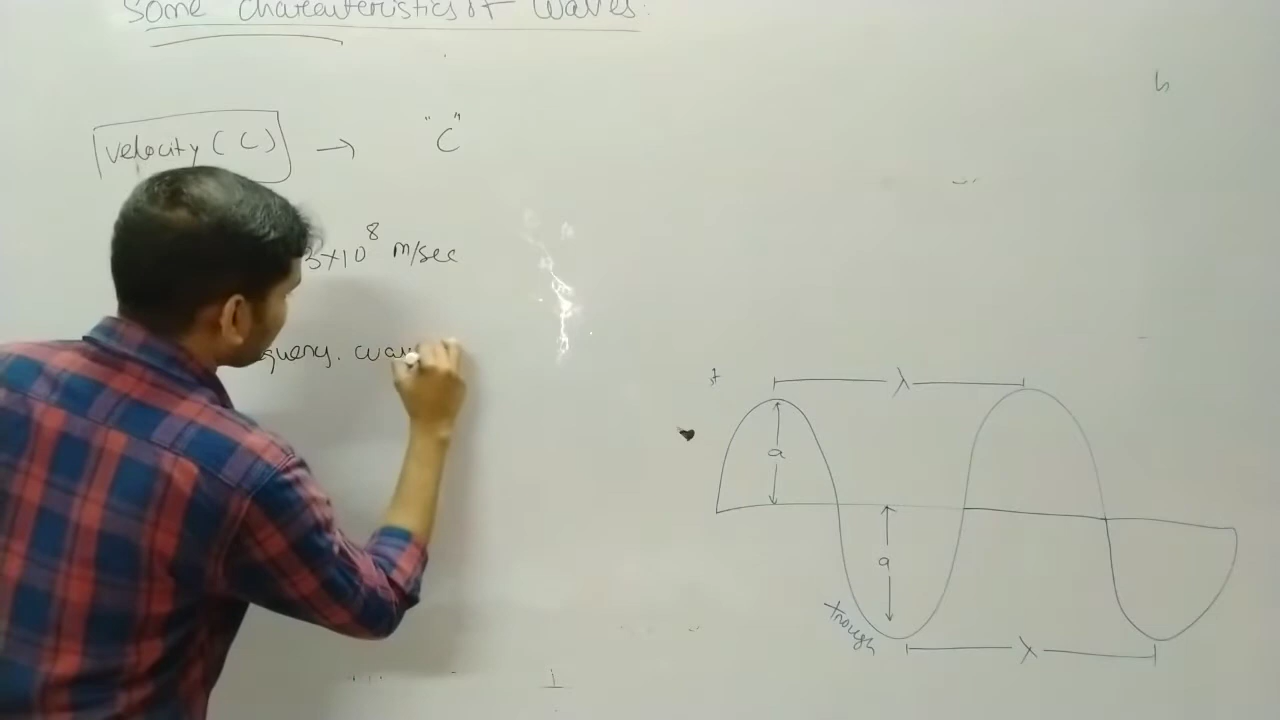 Some characteristics of waves.
velocity (C) → "C"
3×10⁸ m/sec
quency. wav
λ
a
a
Trough
λ